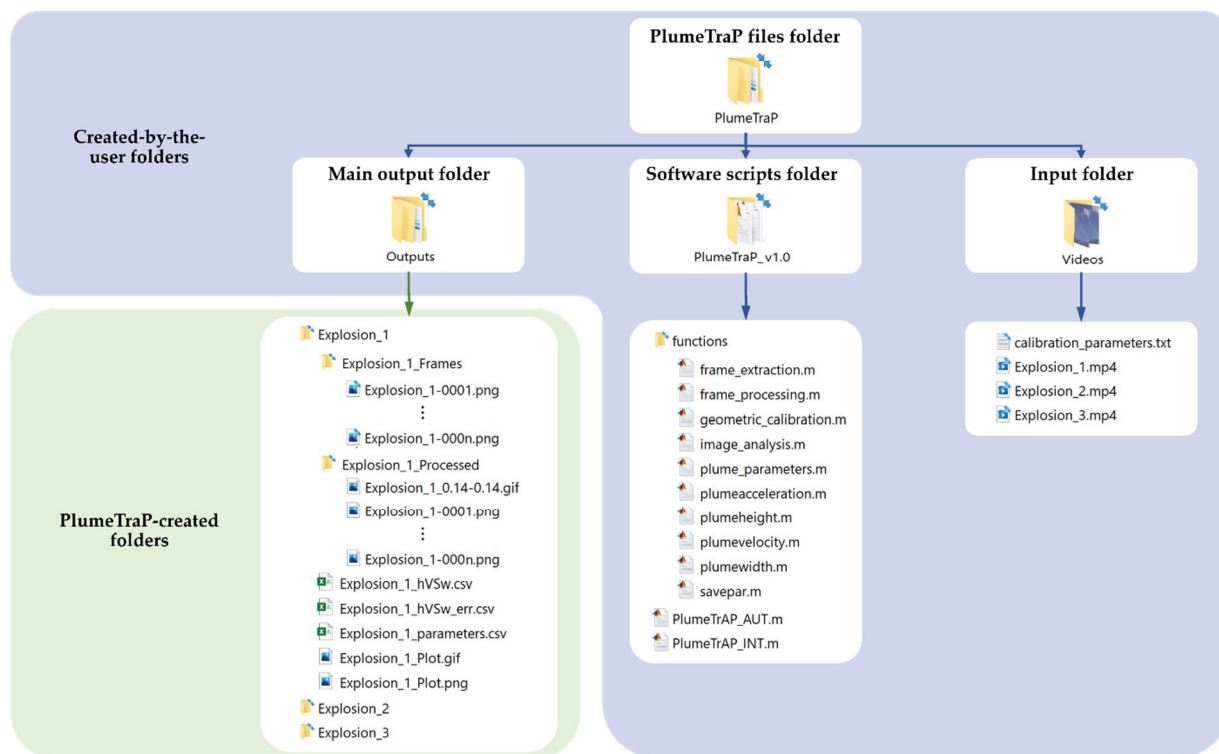 PlumeTraP files folder
PlumeTraP
Created-by-the-
user folders
Main output folder
Outputs
Software scripts folder
PlumeTraP_v1.0
Input folder
Videos
PlumeTraP-created
folders
Explosion_1
Explosion_1_Frames
Explosion_1-0001.png
⋮
Explosion_1-000n.png
Explosion_1_Processed
Explosion_1_0.14-0.14.gif
Explosion_1-0001.png
⋮
Explosion_1-000n.png
Explosion_1_hVSw.csv
Explosion_1_hVSw_err.csv
Explosion_1_parameters.csv
Explosion_1_Plot.gif
Explosion_1_Plot.png
Explosion_2
Explosion_3
functions
frame_extraction.m
frame_processing.m
geometric_calibration.m
image_analysis.m
plume_parameters.m
plumeacceleration.m
plumeheight.m
plumevelocity.m
plumewidth.m
savepar.m
PlumeTrAP_AUT.m
PlumeTrAP_INT.m
calibration_parameters.txt
Explosion_1.mp4
Explosion_2.mp4
Explosion_3.mp4